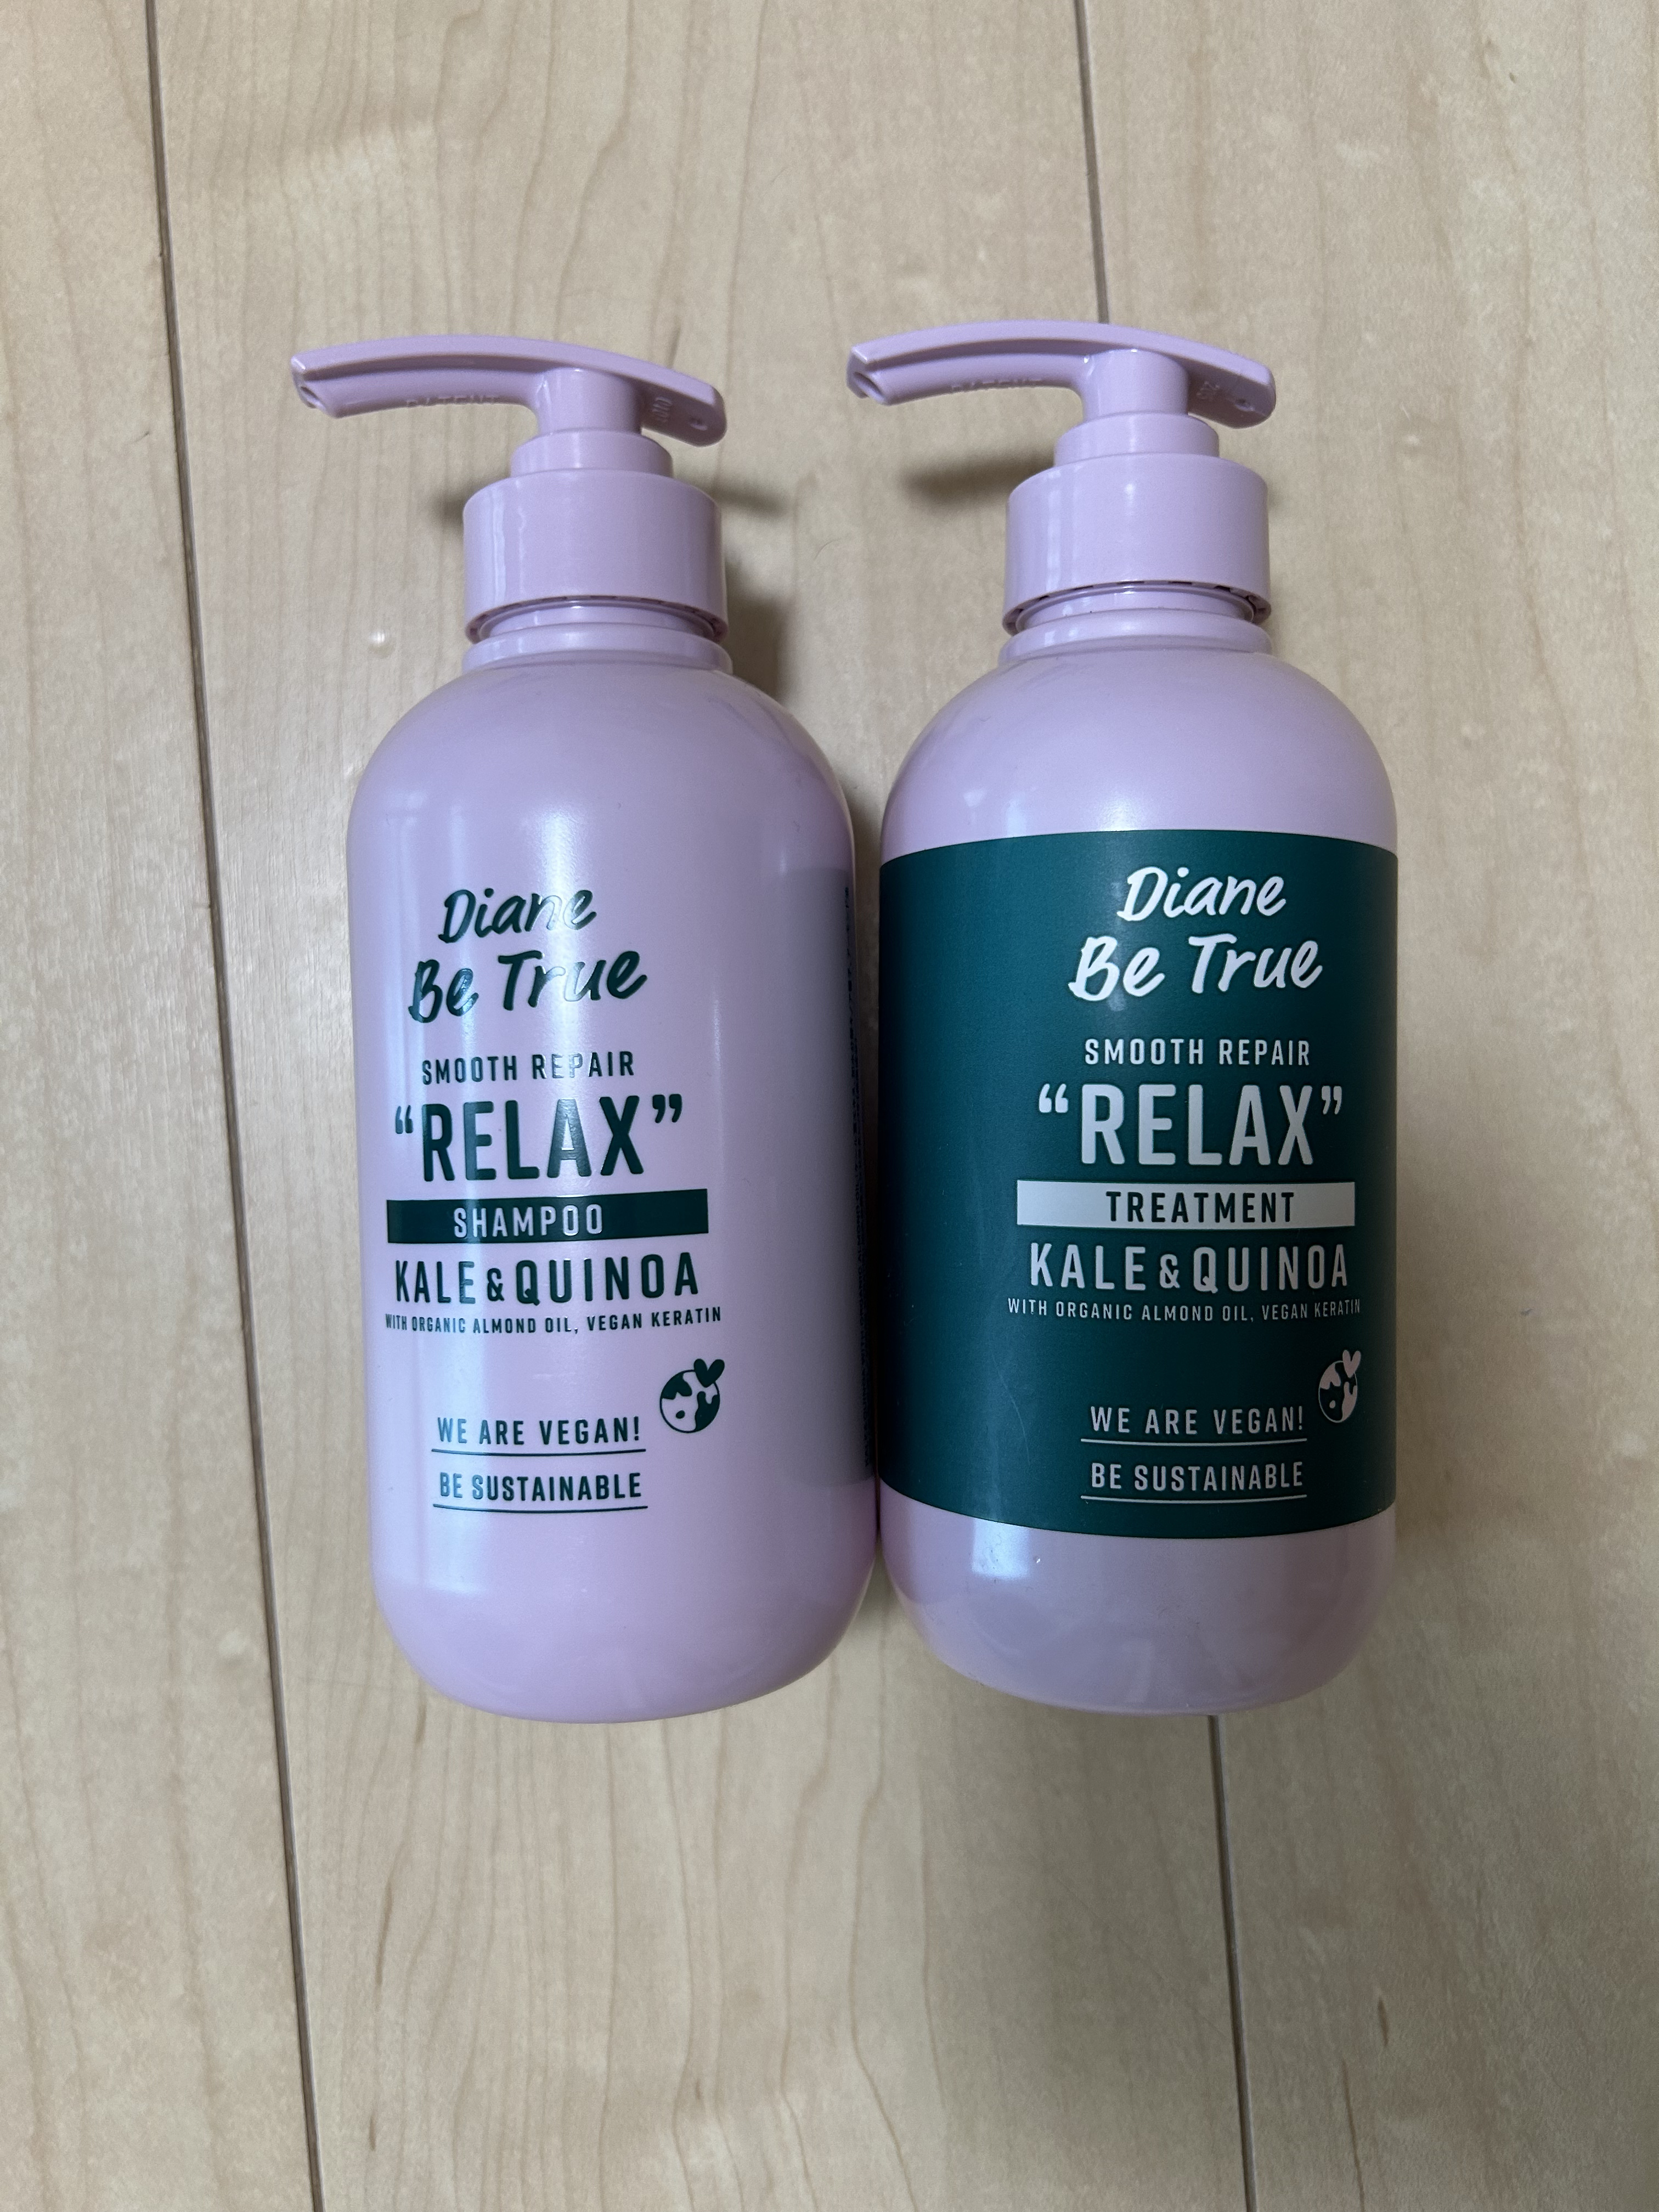 Diane
Be True
SMOOTH REPAIR
“RELAX”
SHAMPOO
KALE & QUINOA
WITH ORGANIC ALMOND OIL, VEGAN KERATIN
WE ARE VEGAN!
BE SUSTAINABLE
PATENT
Diane
Be True
SMOOTH REPAIR
“RELAX”
TREATMENT
KALE & QUINOA
WITH ORGANIC ALMOND OIL, VEGAN KERATIN
WE ARE VEGAN!
BE SUSTAINABLE
PATENT